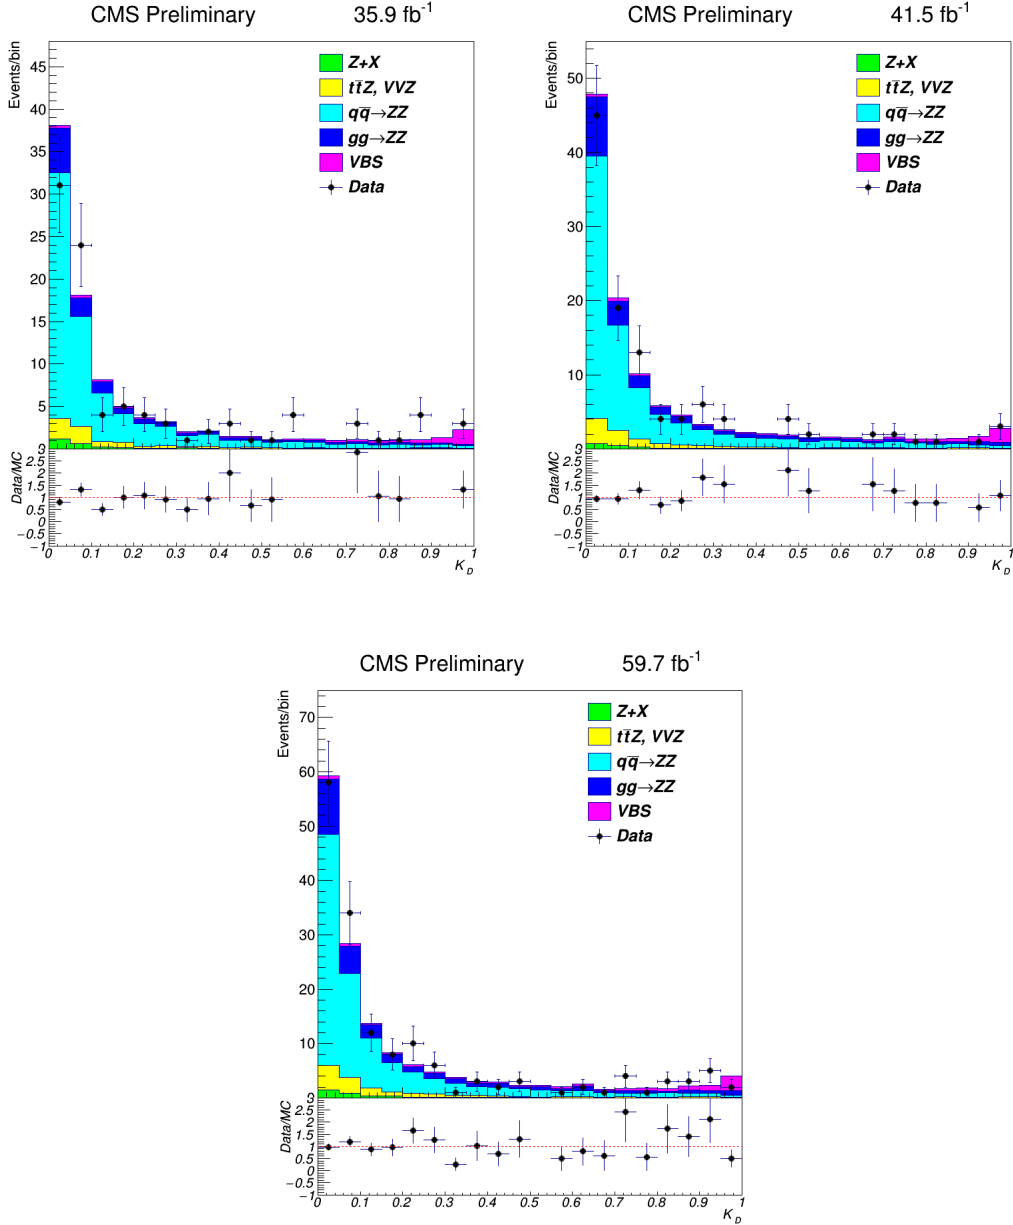 CMS Preliminary 35.9 fb⁻¹
Events/bin
45
40
35
30
25
20
15
10
5
Z+X
tt̅Z, VVZ
qq̅→ZZ
gg→ZZ
VBS
Data
Data/MC
3
2.5
2
1.5
1
0.5
0
−0.5
−1
0 0.1 0.2 0.3 0.4 0.5 0.6 0.7 0.8 0.9 1
K_D
CMS Preliminary 41.5 fb⁻¹
Events/bin
50
40
30
20
10
Z+X
tt̅Z, VVZ
qq̅→ZZ
gg→ZZ
VBS
Data
Data/MC
3
2.5
2
1.5
1
0.5
0
−0.5
−1
0 0.1 0.2 0.3 0.4 0.5 0.6 0.7 0.8 0.9 1
K_D
CMS Preliminary 59.7 fb⁻¹
Events/bin
70
60
50
40
30
20
10
Z+X
tt̅Z, VVZ
qq̅→ZZ
gg→ZZ
VBS
Data
Data/MC
3
2.5
2
1.5
1
0.5
0
−0.5
−1
0 0.1 0.2 0.3 0.4 0.5 0.6 0.7 0.8 0.9 1
K_D